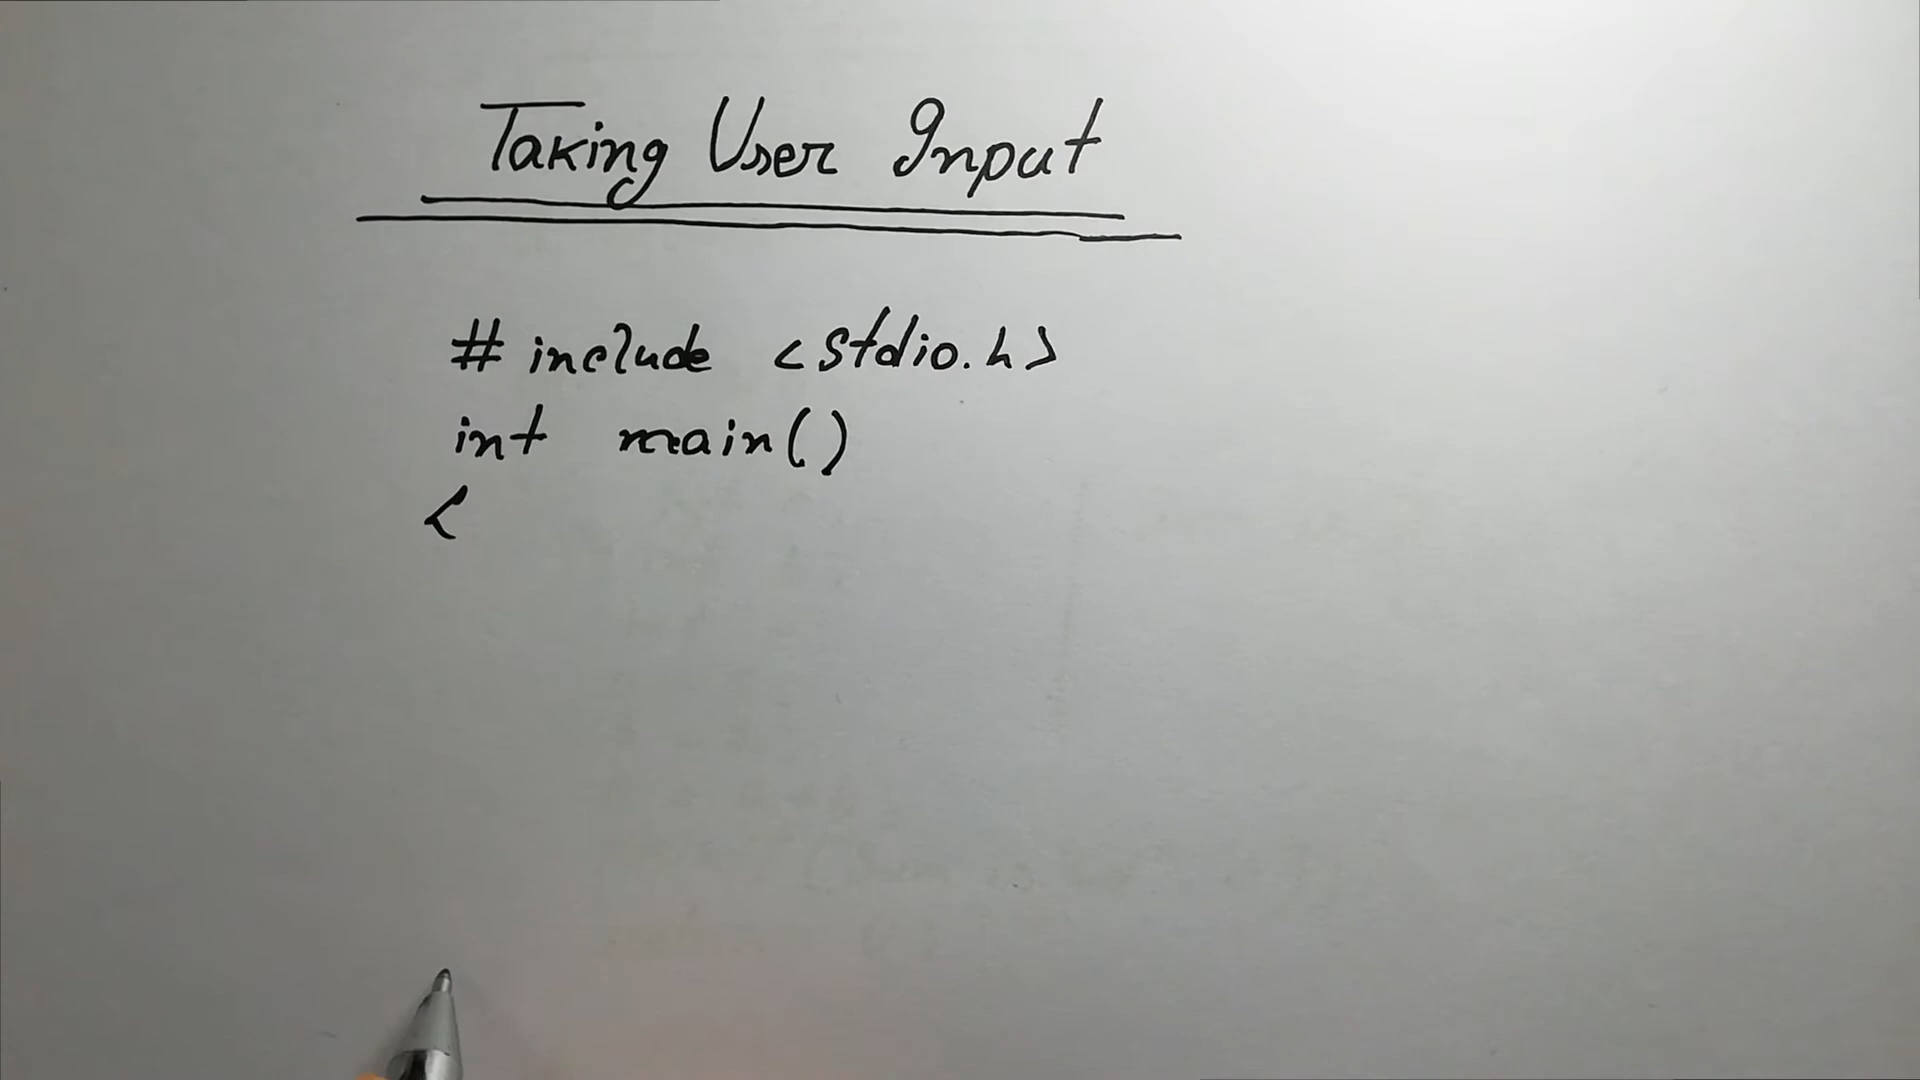 Taking User Input
# include <stdio.h>
int main()
{